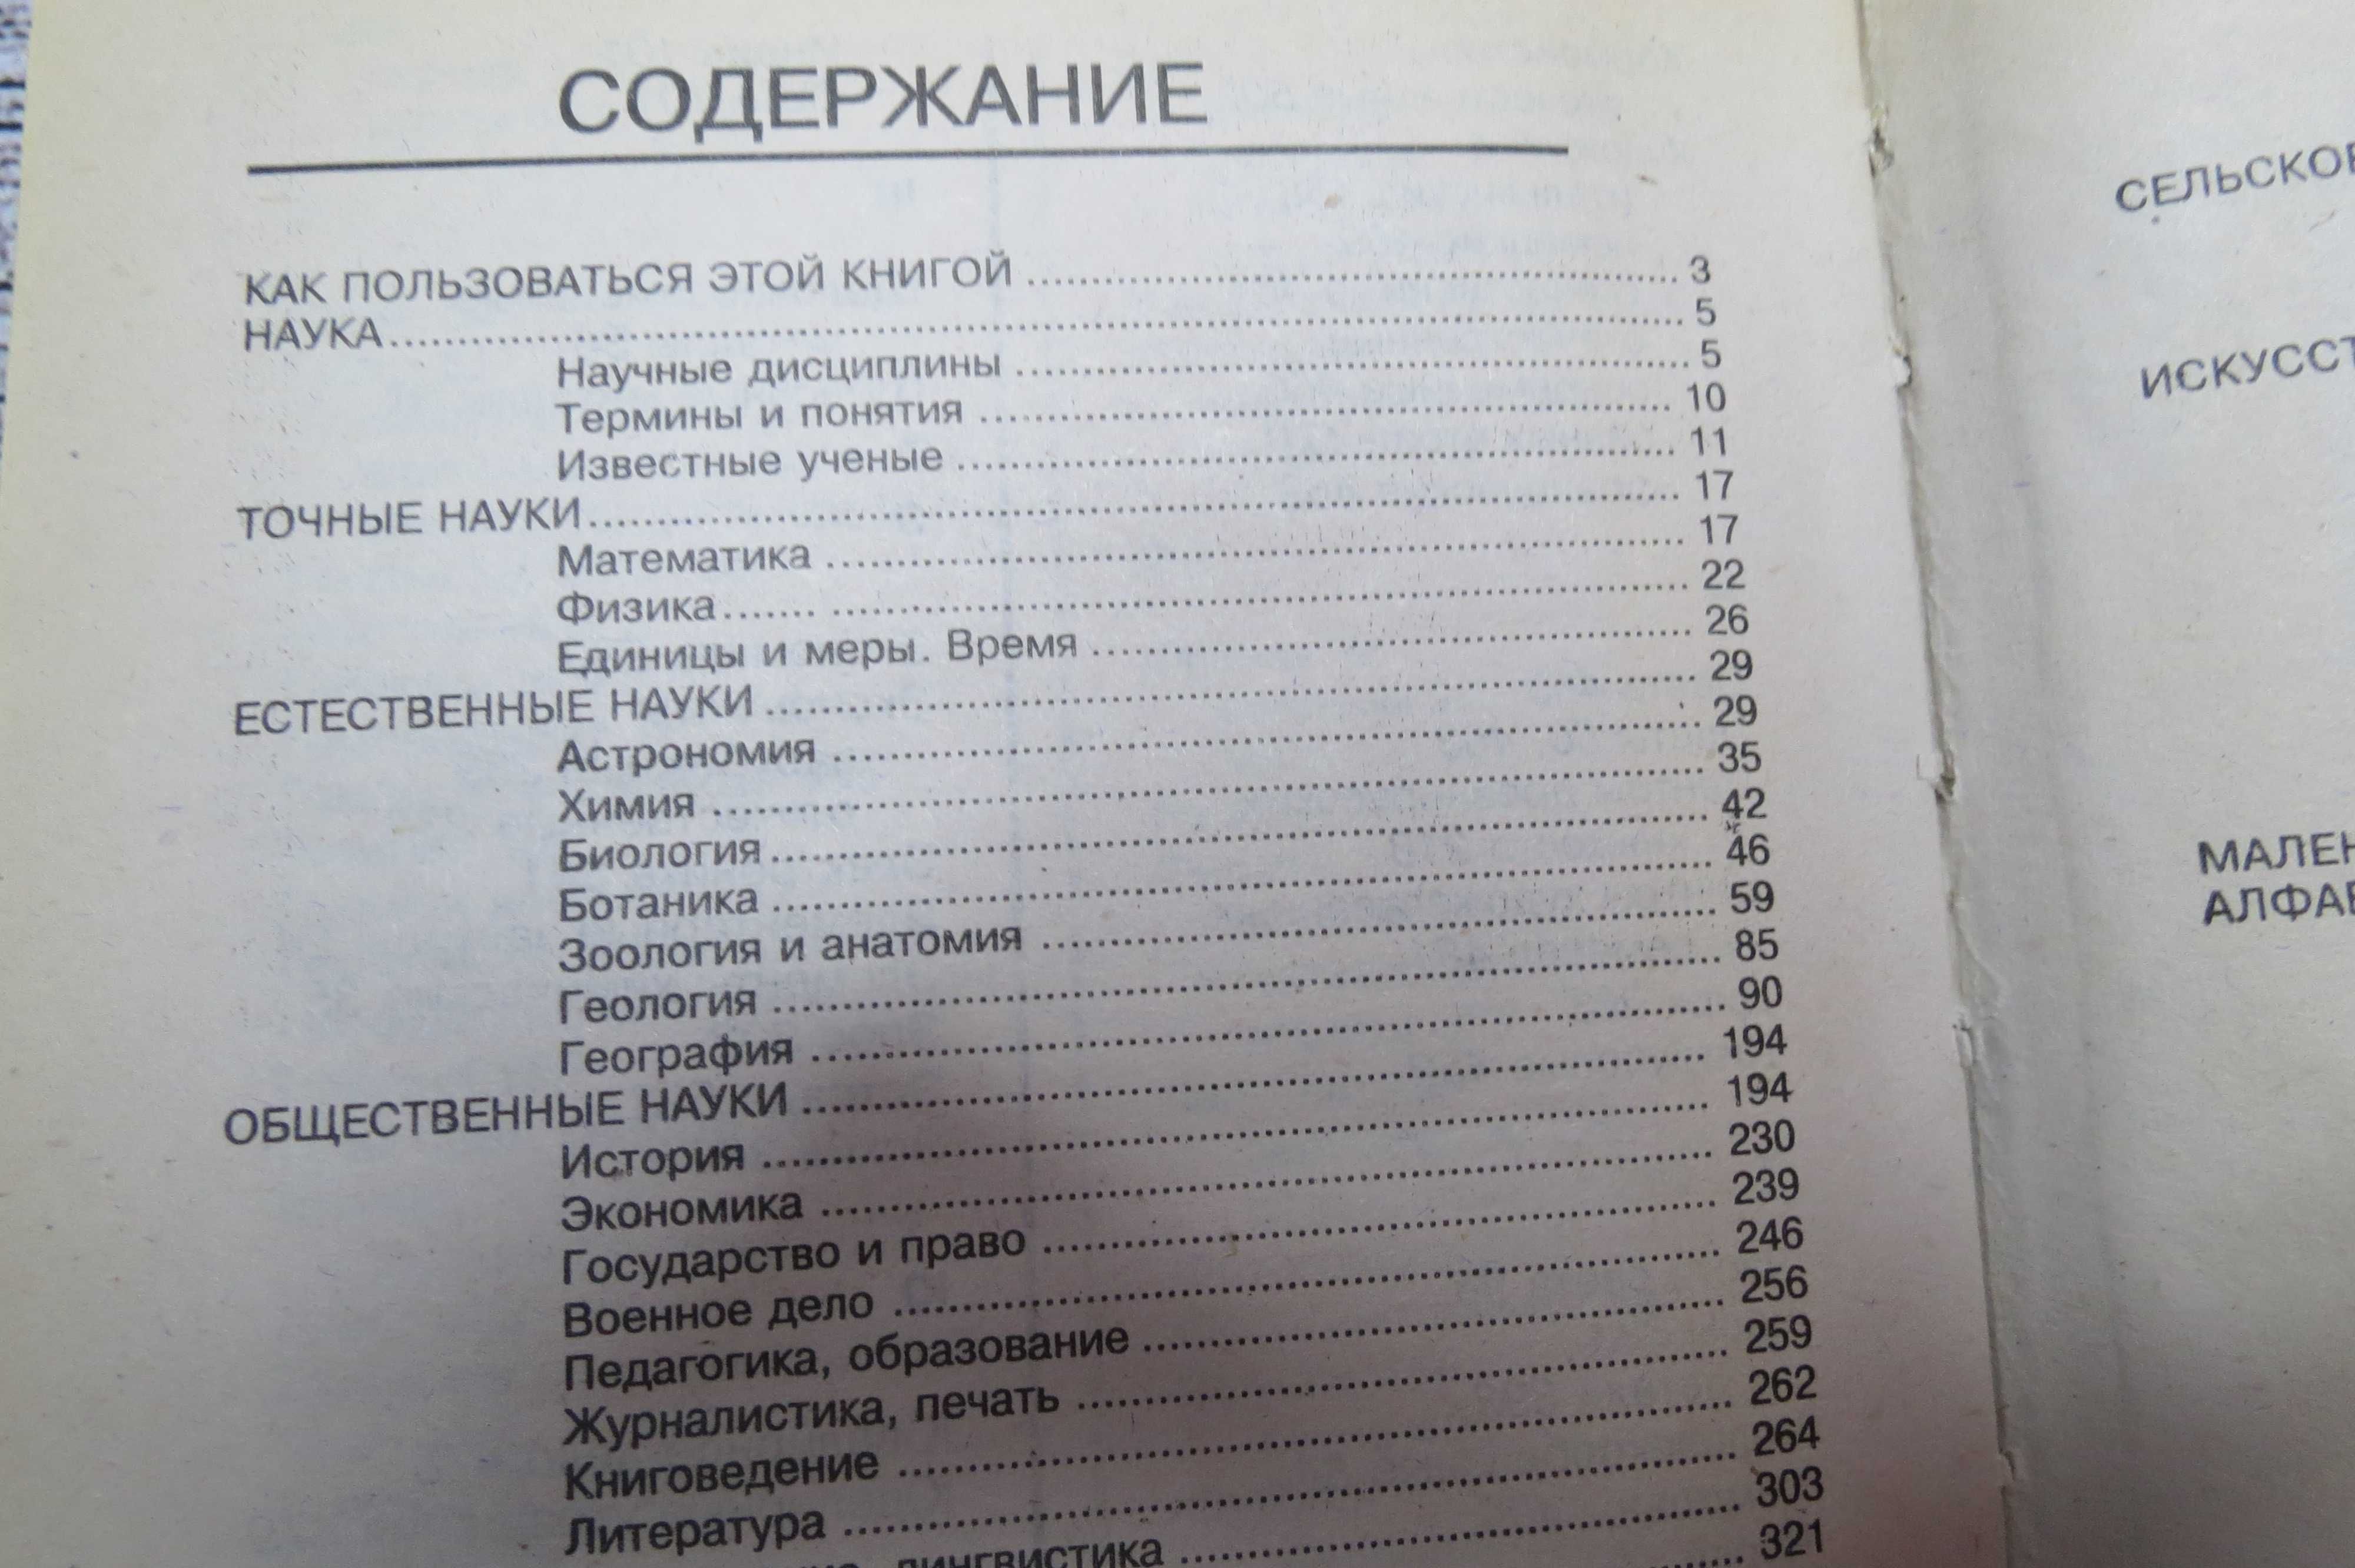 СОДЕРЖАНИЕ
КАК ПОЛЬЗОВАТЬСЯ ЭТОЙ КНИГОЙ ........ 3
НАУКА ........ 5
Научные дисциплины ........ 5
Термины и понятия ........ 10
Известные ученые ........ 11
ТОЧНЫЕ НАУКИ ........ 17
Математика ........ 17
Физика ........ 22
Единицы и меры. Время ........ 26
ЕСТЕСТВЕННЫЕ НАУКИ ........ 29
Астрономия ........ 29
Химия ........ 35
Биология ........ 42
Ботаника ........ 46
Зоология и анатомия ........ 59
Геология ........ 85
География ........ 90
ОБЩЕСТВЕННЫЕ НАУКИ ........ 194
История ........ 194
Экономика ........ 230
Государство и право ........ 239
Военное дело ........ 246
Педагогика, образование ........ 256
Журналистика, печать ........ 259
Книговедение ........ 262
Литература ........ 264
лингвистика ........ 303
321
СЕЛЬСКО
ИСКУССТ
МАЛЕН
АЛФА